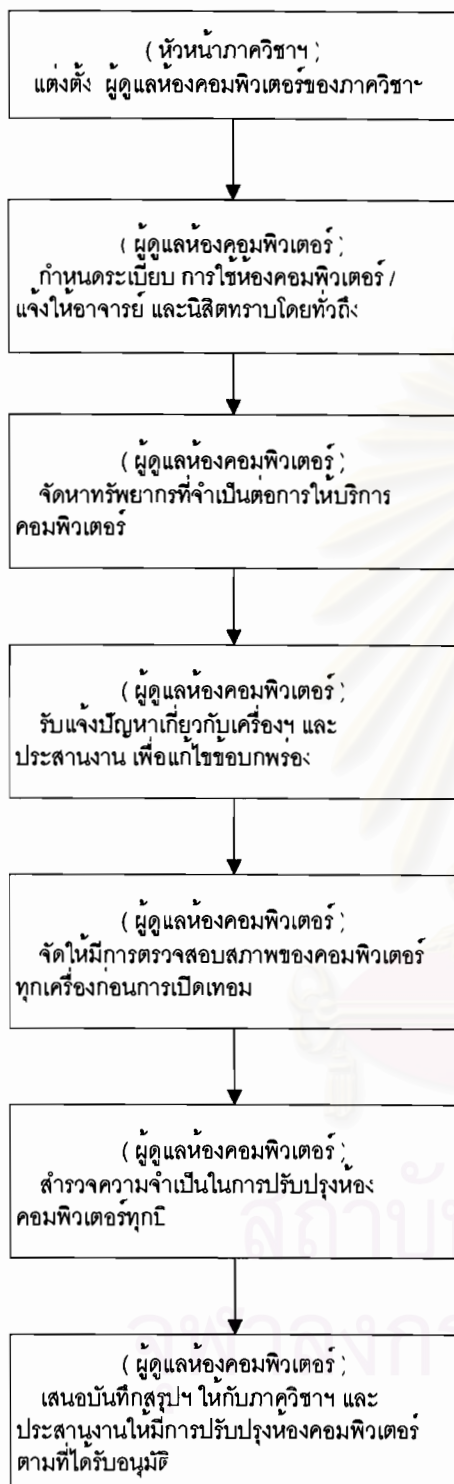 ( หัวหน้าภาควิชาฯ )
แต่งตั้ง ผู้ดูแลห้องคอมพิวเตอร์ของภาควิชาฯ
( ผู้ดูแลห้องคอมพิวเตอร์ )
กำหนดระเบียบ การใช้ห้องคอมพิวเตอร์ /
แจ้งให้อาจารย์ และนิสิตทราบโดยทั่วถึง
( ผู้ดูแลห้องคอมพิวเตอร์ )
จัดหาทรัพยากรที่จำเป็นต่อการให้บริการ
คอมพิวเตอร์
( ผู้ดูแลห้องคอมพิวเตอร์ )
รับแจ้งปัญหาเกี่ยวกับเครื่องฯ และ
ประสานงาน เพื่อแก้ไขข้อบกพร่อง
( ผู้ดูแลห้องคอมพิวเตอร์ )
จัดให้มีการตรวจสอบสภาพของคอมพิวเตอร์
ทุกเครื่องก่อนการเปิดเทอม
( ผู้ดูแลห้องคอมพิวเตอร์ )
สำรวจความจำเป็นในการปรับปรุงห้อง
คอมพิวเตอร์ทุกปี
( ผู้ดูแลห้องคอมพิวเตอร์ )
เสนอบันทึกสรุปฯ ให้กับภาควิชาฯ และ
ประสานงานให้มีการปรับปรุงห้องคอมพิวเตอร์
ตามที่ได้รับอนุมัติ